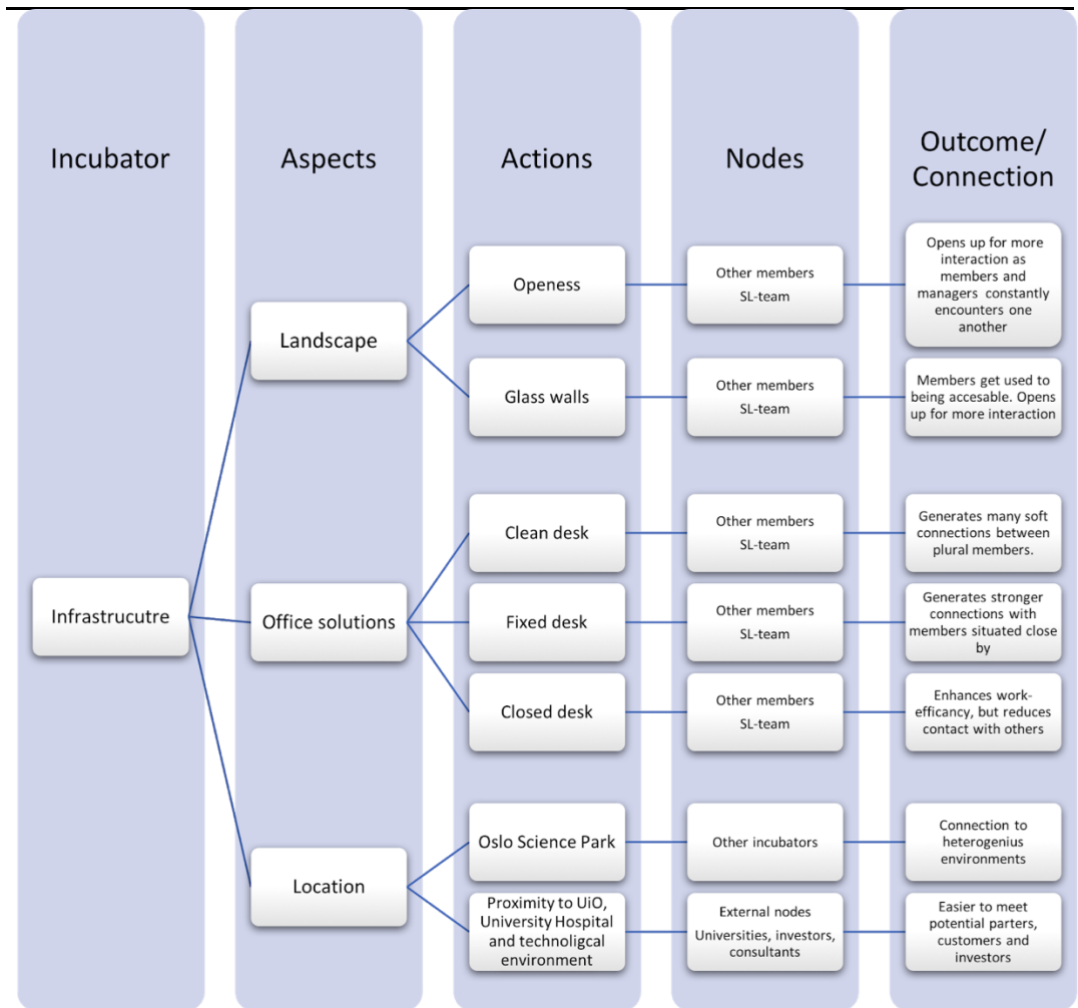 Incubator
Aspects
Actions
Nodes
Outcome/
Connection
Infrastrucutre
Landscape
Openess
Other members
SL-team
Opens up for more
interaction as
members and
managers constantly
encounters one
another
Glass walls
Other members
SL-team
Members get used to
being accesable. Opens
up for more interaction
Office solutions
Clean desk
Other members
SL-team
Generates many soft
connections between
plural members.
Fixed desk
Other members
SL-team
Generates stronger
connections with
members situated close
by
Closed desk
Other members
SL-team
Enhances work-
efficancy, but reduces
contact with others
Location
Oslo Science Park
Other incubators
Connection to
heterogenius
environments
Proximity to UiO,
University Hospital
and technoligcal
environment
External nodes
Universities, investors,
consultants
Easier to meet
potential parters,
customers and
investors